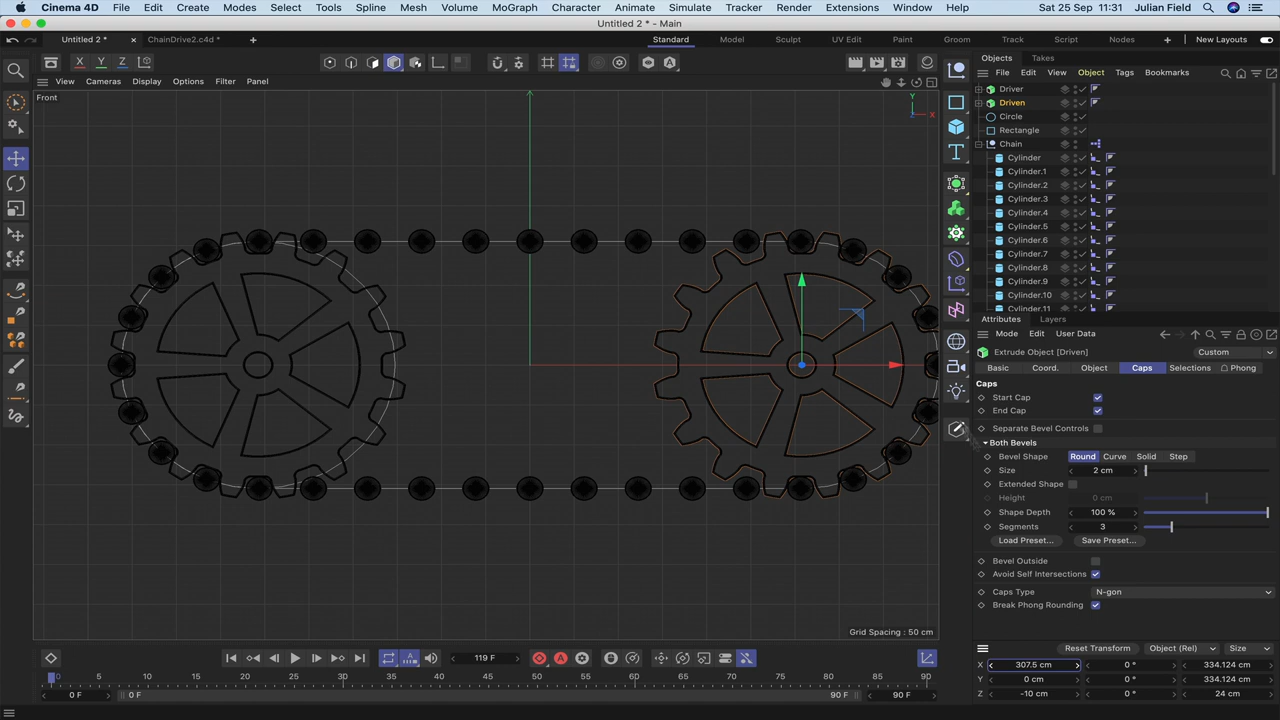 Cinema 4D File Edit Create Modes Select Tools Mesh Spline Volume MoGraph Character Animate Simulate Tracker Render Extensions Window Help Sat 25 Sep 11:31 Julian Field
Untitled 2 * - Main
Untitled 2 * ChainDrive2.c4d * Standard Model Sculpt UV Edit Paint Groom Track Script Nodes New Layouts
Objects Takes
File Edit View Object Tags Bookmarks
View Cameras Display Options Filter Panel
Front
Y
X
Driver
Driven
Circle
Rectangle
Chain
Cylinder
Cylinder.1
Cylinder.2
Cylinder.3
Cylinder.4
Cylinder.5
Cylinder.6
Cylinder.7
Cylinder.8
Cylinder.9
Cylinder.10
Cylinder.11
Attributes Layers
Mode Edit User Data
Extrude Object [Driven] Custom
Basic Coord. Object Caps Selections Phong
Caps
Start Cap
End Cap
Separate Bevel Controls
Both Bevels
Bevel Shape Round Curve Solid Step
Size 2 cm
Extended Shape
Height 0 cm
Shape Depth 100 %
Segments 3
Load Preset... Save Preset...
Bevel Outside
Avoid Self Intersections
Caps Type N-gon
Break Phong Rounding
Grid Spacing : 50 cm
119 F
0 5 10 15 20 25 30 35 40 45 50 55 60 65 70 75 80 85 90
0 F 0 F 90 F 90 F
Reset Transform Object (Rel) Size
X 307.5 cm 0 ° 334.124 cm
Y 0 cm 0 ° 334.124 cm
Z -10 cm 0 ° 24 cm